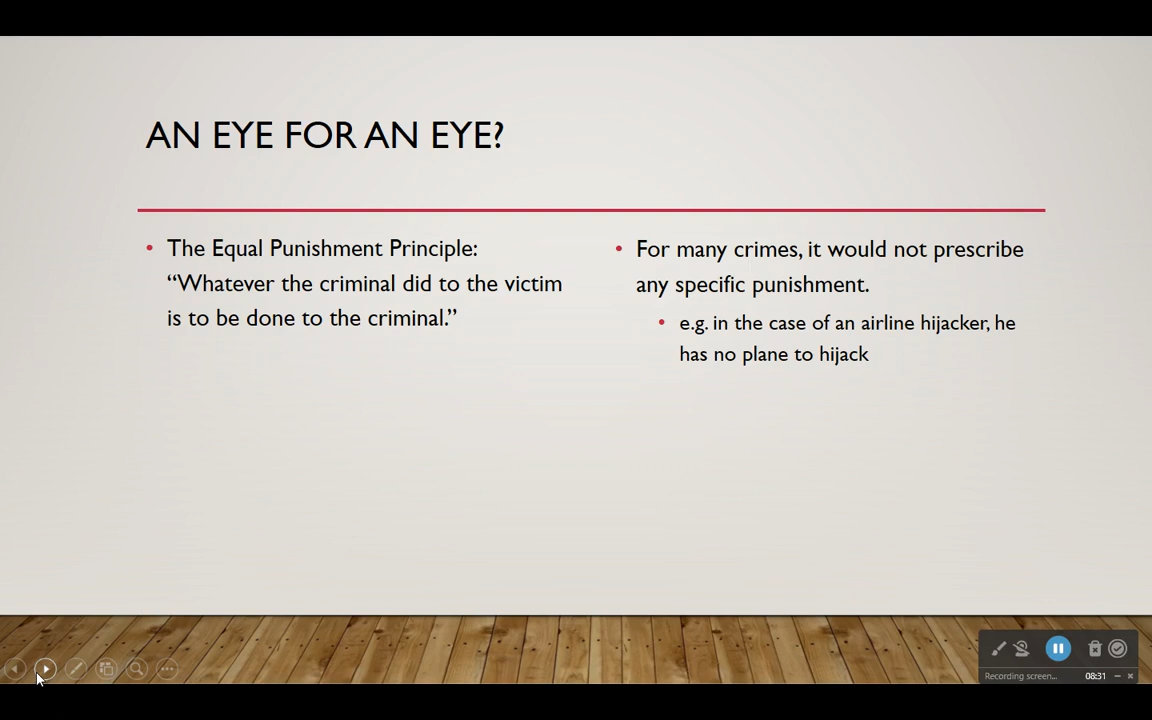 AN EYE FOR AN EYE?
• The Equal Punishment Principle:
“Whatever the criminal did to the victim
is to be done to the criminal.”
• For many crimes, it would not prescribe
any specific punishment.
• e.g. in the case of an airline hijacker, he
has no plane to hijack
Recording screen... 08:31